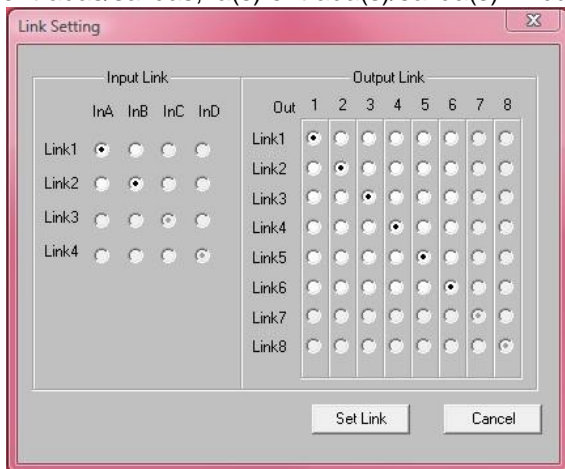 Link Setting
Input Link
InA InB InC InD
Link1
Link2
Link3
Link4
Output Link
Out 1 2 3 4 5 6 7 8
Link1
Link2
Link3
Link4
Link5
Link6
Link7
Link8
Set Link
Cancel